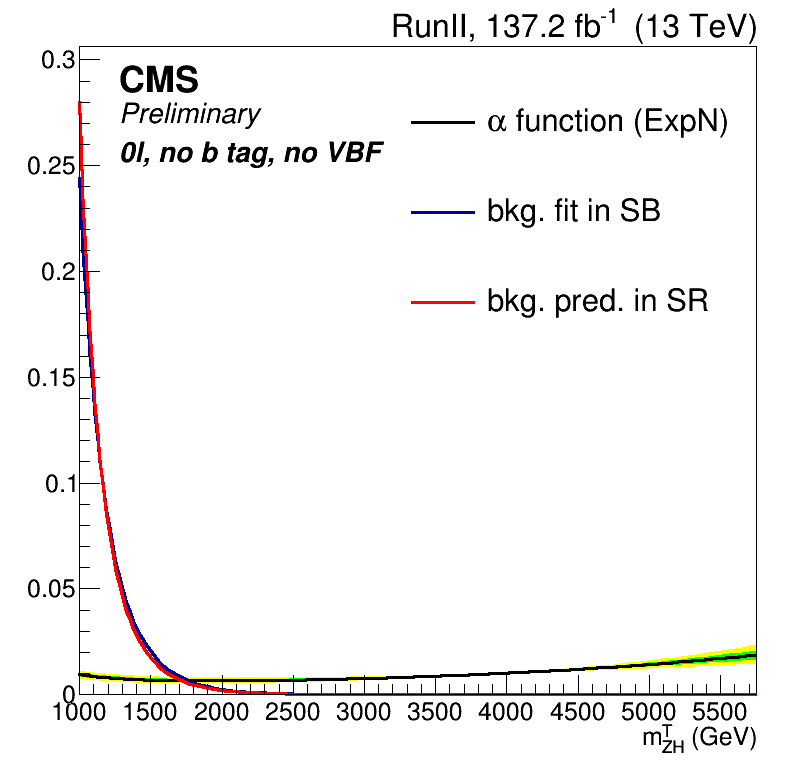 RunII, 137.2 fb-1 (13 TeV)
CMS
Preliminary
0l, no b tag, no VBF
α function (ExpN)
bkg. fit in SB
bkg. pred. in SR
0.3
0.25
0.2
0.15
0.1
0.05
0
1000 1500 2000 2500 3000 3500 4000 4500 5000 5500
m^T_ZH (GeV)